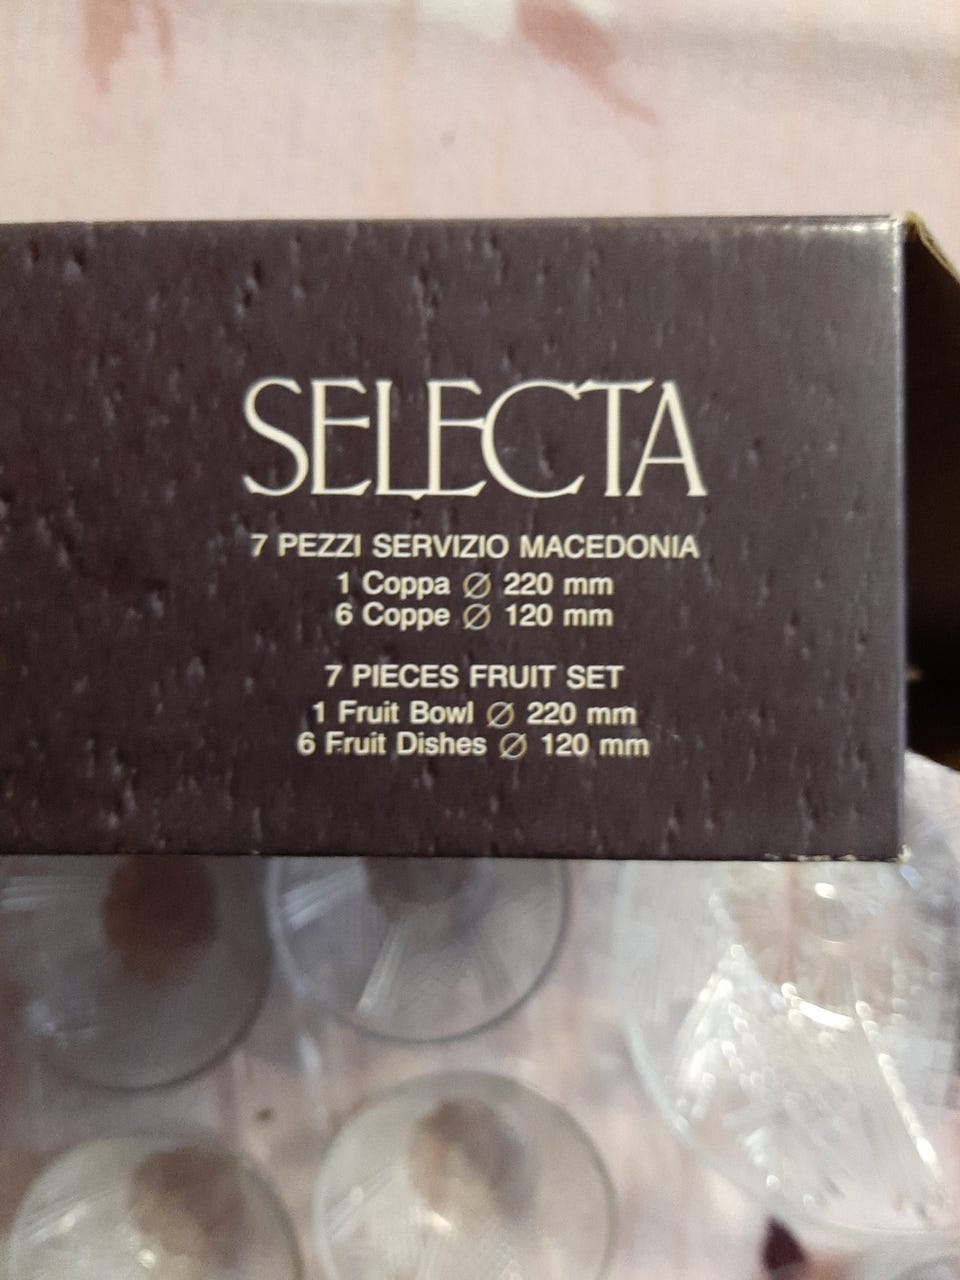 SELECTA
7 PEZZI SERVIZIO MACEDONIA
1 Coppa ∅ 220 mm
6 Coppe ∅ 120 mm
7 PIECES FRUIT SET
1 Fruit Bowl ∅ 220 mm
6 Fruit Dishes ∅ 120 mm